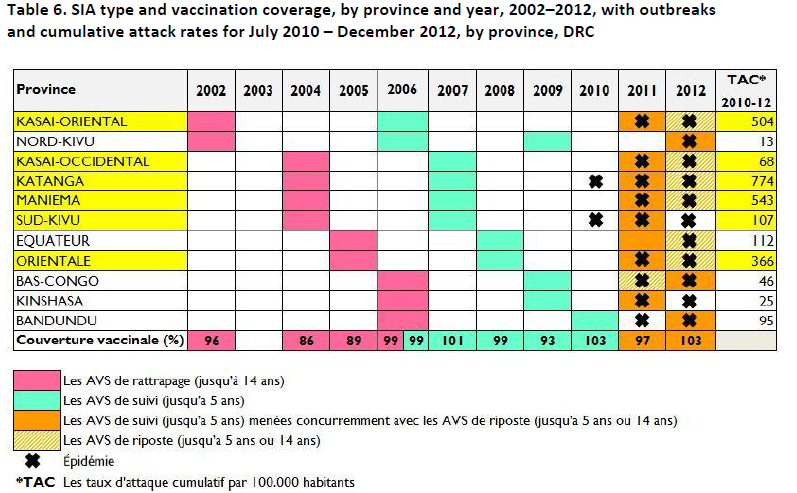 Table 6. SIA type and vaccination coverage, by province and year, 2002–2012, with outbreaks
and cumulative attack rates for July 2010 – December 2012, by province, DRC
Province 2002 2003 2004 2005 2006 2007 2008 2009 2010 2011 2012 TAC*
2010-12
KASAI-ORIENTAL 504
NORD-KIVU 13
KASAI-OCCIDENTAL 68
KATANGA 774
MANIEMA 543
SUD-KIVU 107
EQUATEUR 112
ORIENTALE 366
BAS-CONGO 46
KINSHASA 25
BANDUNDU 95
Couverture vaccinale (%) 96 86 89 99 99 101 99 93 103 97 103
Les AVS de rattrapage (jusqu'à 14 ans)
Les AVS de suivi (jusqu'à 5 ans)
Les AVS de suivi (jusqu'à 5 ans) menées concurremment avec les AVS de riposte (jusqu'à 5 ans ou 14 ans)
Les AVS de riposte (jusqu'à 5 ans ou 14 ans)
Épidémie
*TAC Les taux d'attaque cumulatif par 100.000 habitants